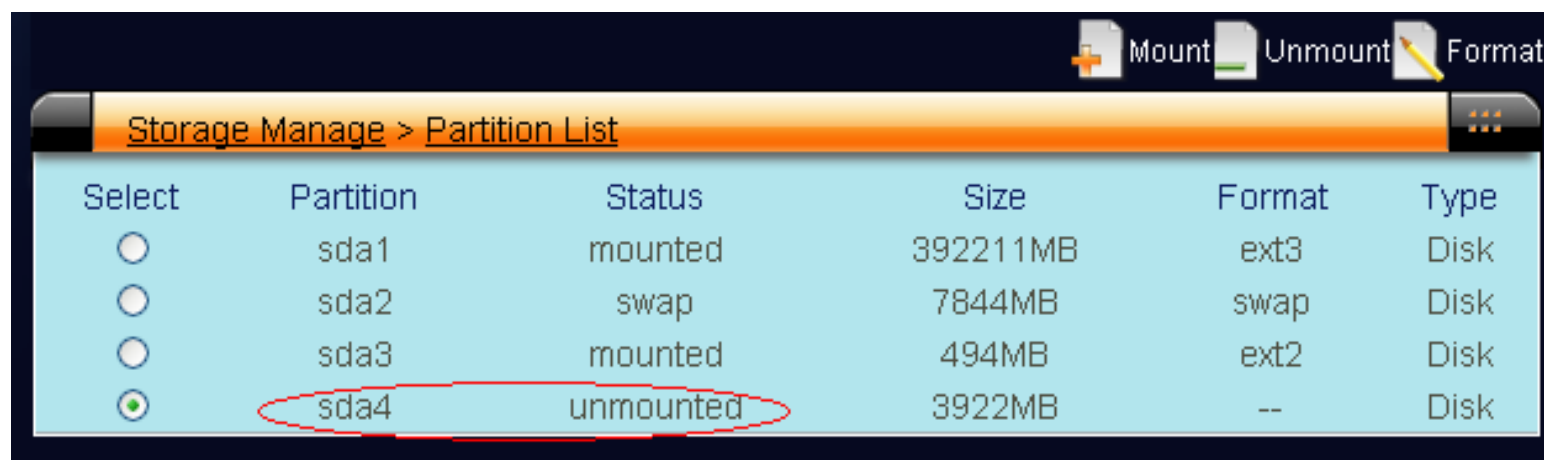 Mount Unmount Format
Storage Manage > Partition List
Select Partition Status Size Format Type
sda1 mounted 392211MB ext3 Disk
sda2 swap 7844MB swap Disk
sda3 mounted 494MB ext2 Disk
sda4 unmounted 3922MB -- Disk